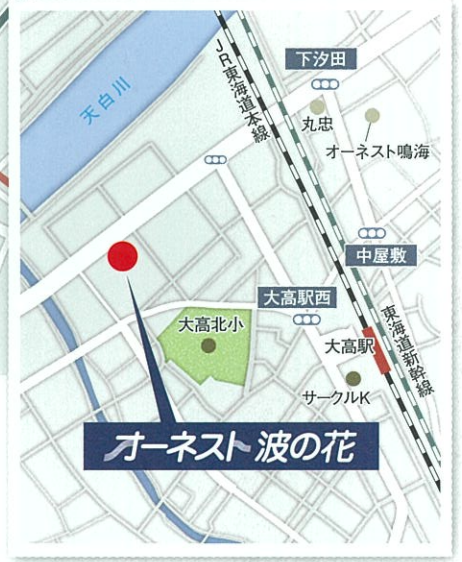 下汐田
JR東海道本線
天白川
丸忠
オーネスト鳴海
中屋敷
大高駅西
大高北小
大高駅
東海道新幹線
サークルK
オーネスト波の花